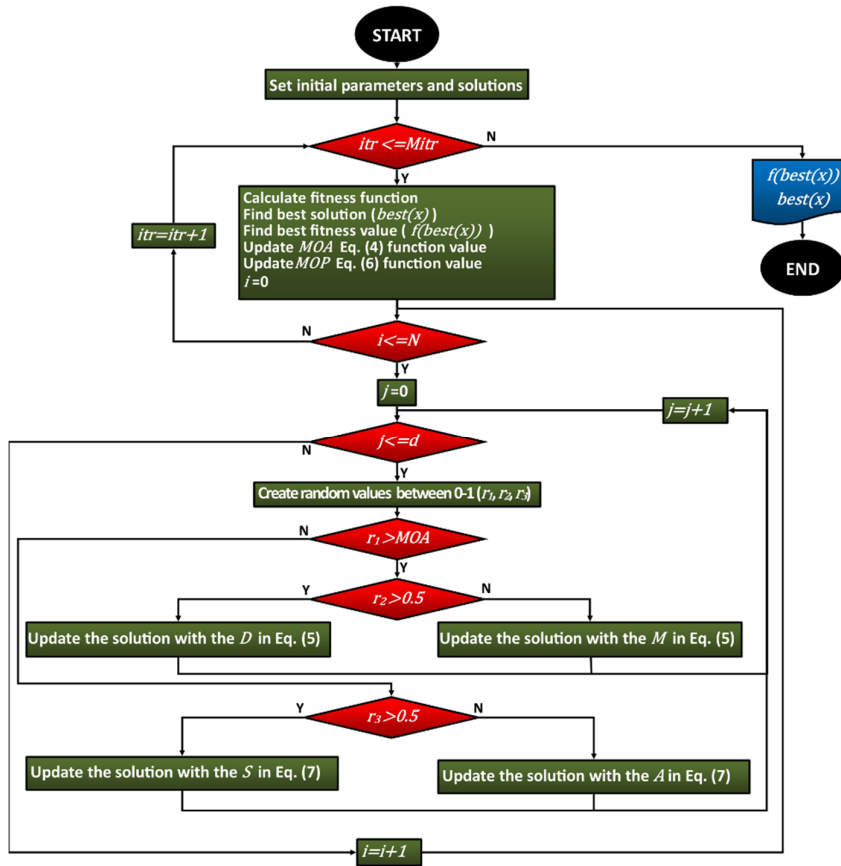 START
Set initial parameters and solutions
itr <=Mitr
N
Y
f(best(x))
best(x)
END
Calculate fitness function
Find best solution (best(x))
Find best fitness value ( f(best(x)) )
Update MOA Eq. (4) function value
Update MOP Eq. (6) function value
i=0
itr=itr+1
N
i<=N
Y
j=0
j=j+1
j<=d
N
Y
Create random values between 0-1 (r₁, r₂, r₃)
N
r₁>MOA
Y
Y
r₂>0.5
N
Update the solution with the D in Eq. (5)
Update the solution with the M in Eq. (5)
Y
r₃>0.5
N
Update the solution with the S in Eq. (7)
Update the solution with the A in Eq. (7)
i=i+1